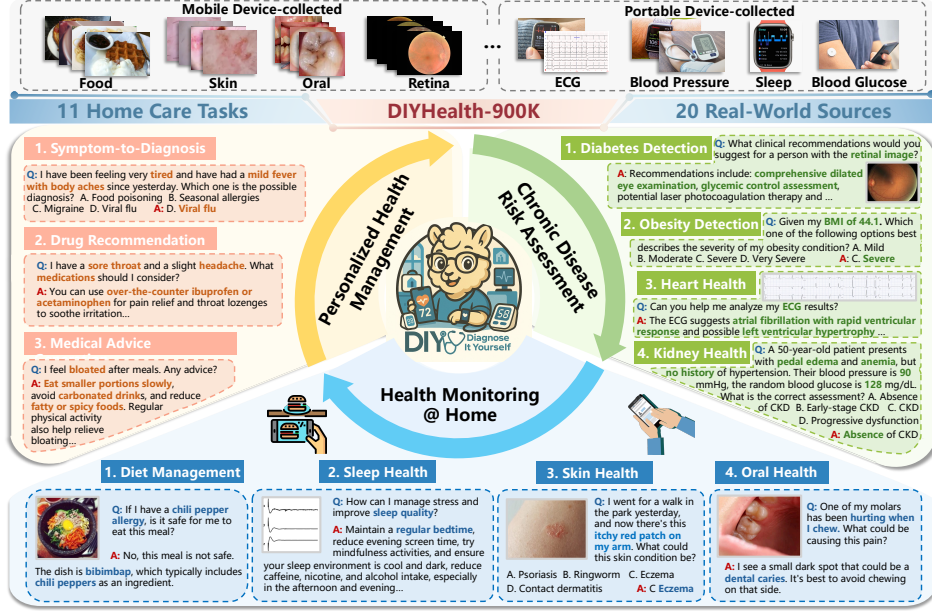 Mobile Device-collected
Portable Device-collected
Food
Skin
Oral
Retina
...
ECG
Blood Pressure
Sleep
Blood Glucose
11 Home Care Tasks
DIYHealth-900K
20 Real-World Sources
1. Symptom-to-Diagnosis
Q: I have been feeling very tired and have had a mild fever
with body aches since yesterday. Which one is the possible
diagnosis? A. Food poisoning B. Seasonal allergies
C. Migraine D. Viral flu A: D. Viral flu
2. Drug Recommendation
Q: I have a sore throat and a slight headache. What
medications should I consider?
A: You can use over-the-counter ibuprofen or
acetaminophen for pain relief and throat lozenges
to soothe irritation...
3. Medical Advice
Q: I feel bloated after meals. Any advice?
A: Eat smaller portions slowly,
avoid carbonated drinks, and reduce
fatty or spicy foods. Regular
physical activity
also help relieve
bloating...
Personalized Health
Management
Chronic Disease
Risk Assessment
72
58
DIY
Diagnose
It Yourself
Health Monitoring
@ Home
1. Diabetes Detection
Q: What clinical recommendations would you
suggest for a person with the retinal image?
A: Recommendations include: comprehensive dilated
eye examination, glycemic control assessment,
potential laser photocoagulation therapy and ...
2. Obesity Detection
Q: Given my BMI of 44.1. Which
one of the following options best
describes the severity of my obesity condition? A. Mild
B. Moderate C. Severe D. Very Severe A: C. Severe
3. Heart Health
Q: Can you help me analyze my ECG results?
A: The ECG suggests atrial fibrillation with rapid ventricular
response and possible left ventricular hypertrophy ...
4. Kidney Health
Q: A 50-year-old patient presents
with pedal edema and anemia, but
no history of hypertension. Their blood pressure is 90
mmHg, the random blood glucose is 128 mg/dL.
What is the correct assessment? A. Absence
of CKD B. Early-stage CKD C. CKD
D. Progressive dysfunction
A: Absence of CKD
1. Diet Management
Q: If I have a chili pepper
allergy, is it safe for me to
eat this meal?
A: No, this meal is not safe.
The dish is bibimbap, which typically includes
chili peppers as an ingredient.
2. Sleep Health
Q: How can I manage stress and
improve sleep quality?
A: Maintain a regular bedtime,
reduce evening screen time, try
mindfulness activities, and ensure
your sleep environment is cool and dark, reduce
caffeine, nicotine, and alcohol intake, especially
in the afternoon and evening...
3. Skin Health
Q: I went for a walk in
the park yesterday,
and now there's this
itchy red patch on
my arm. What could
this skin condition be?
A. Psoriasis B. Ringworm C. Eczema
D. Contact dermatitis A: C Eczema
4. Oral Health
Q: One of my molars
has been hurting when
I chew. What could be
causing this pain?
A: I see a small dark spot that could be a
dental caries. It's best to avoid chewing
on that side.